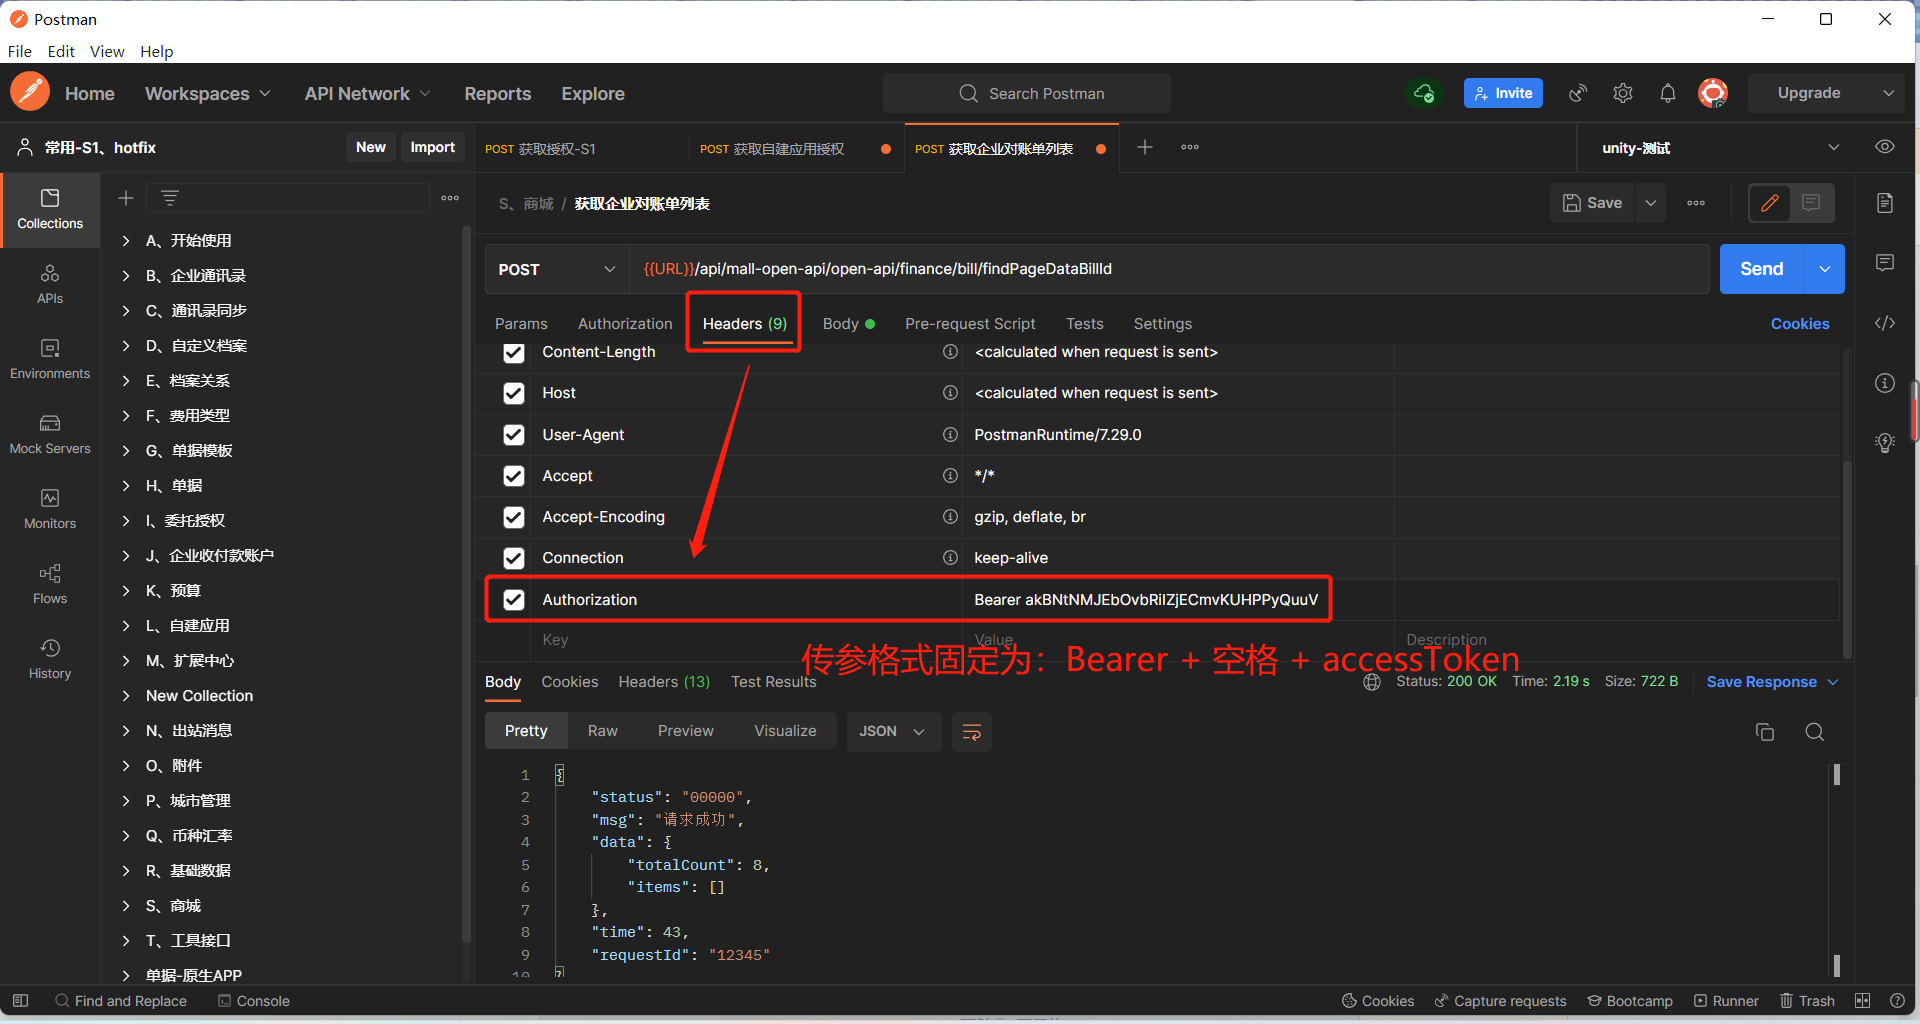 Postman
File Edit View Help
Home Workspaces API Network Reports Explore Search Postman Invite Upgrade
常用-S1、hotfix New Import POST 获取授权-S1 POST 获取自建应用授权 POST 获取企业对账单列表 unity-测试
Collections
APIs
Environments
Mock Servers
Monitors
Flows
History
A、开始使用
B、企业通讯录
C、通讯录同步
D、自定义档案
E、档案关系
F、费用类型
G、单据模板
H、单据
I、委托授权
J、企业收付款账户
K、预算
L、自建应用
M、扩展中心
New Collection
N、出站消息
O、附件
P、城市管理
Q、币种汇率
R、基础数据
S、商城
T、工具接口
单据-原生APP
S、商城 / 获取企业对账单列表 Save
POST {{URL}}/api/mall-open-api/open-api/finance/bill/findPageDataBillId Send
Params Authorization Headers (9) Body Pre-request Script Tests Settings Cookies
Content-Length <calculated when request is sent>
Host <calculated when request is sent>
User-Agent PostmanRuntime/7.29.0
Accept */*
Accept-Encoding gzip, deflate, br
Connection keep-alive
Authorization Bearer akBNtNMJEbOvbRiIZjECmvKUHPPyQuuV
Key Value Description
传参格式固定为：Bearer + 空格 + accessToken
Body Cookies Headers (13) Test Results Status: 200 OK Time: 2.19 s Size: 722 B Save Response
Pretty Raw Preview Visualize JSON
1 {
2 "status": "00000",
3 "msg": "请求成功",
4 "data": {
5 "totalCount": 8,
6 "items": []
7 },
8 "time": 43,
9 "requestId": "12345"
10 }
Find and Replace Console Cookies Capture requests Bootcamp Runner Trash